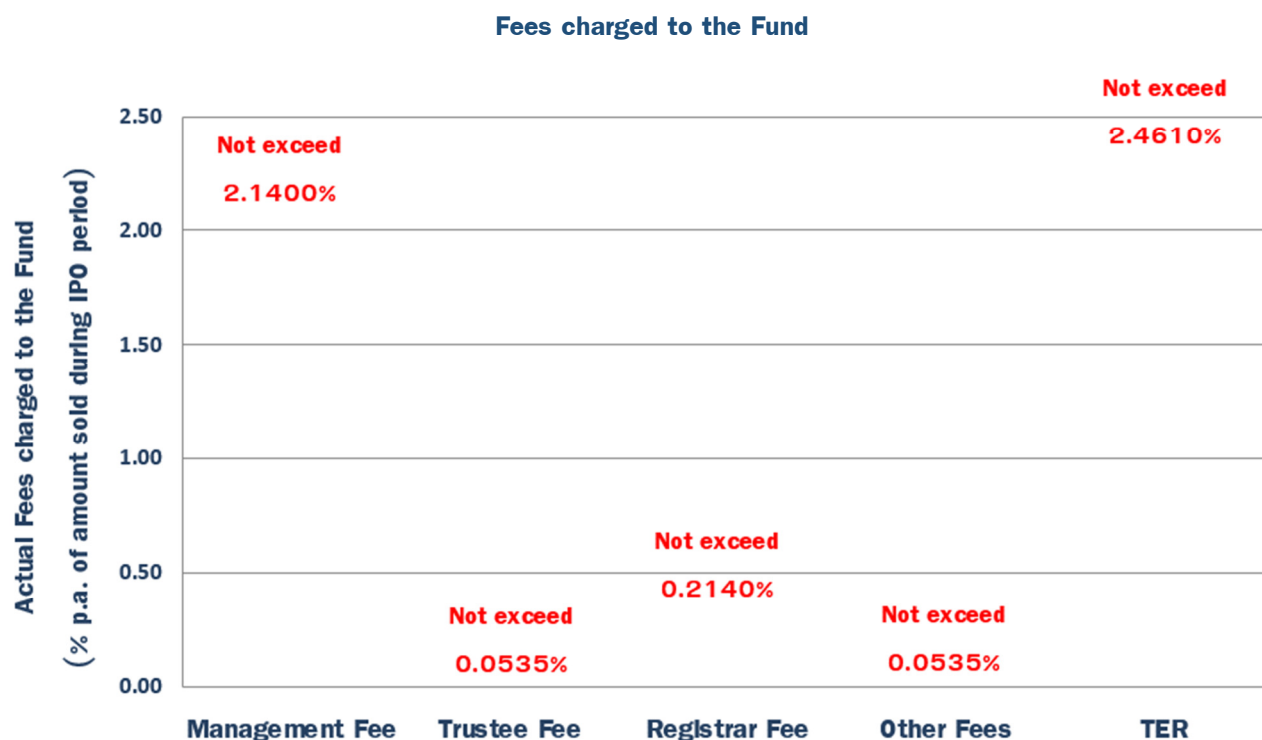 Fees charged to the Fund
Actual Fees charged to the Fund
(% p.a. of amount sold during IPO period)
2.50
2.00
1.50
1.00
0.50
0.00
Not exceed
2.1400%
Not exceed
0.0535%
Not exceed
0.2140%
Not exceed
0.0535%
Not exceed
2.4610%
Management Fee
Trustee Fee
Registrar Fee
Other Fees
TER